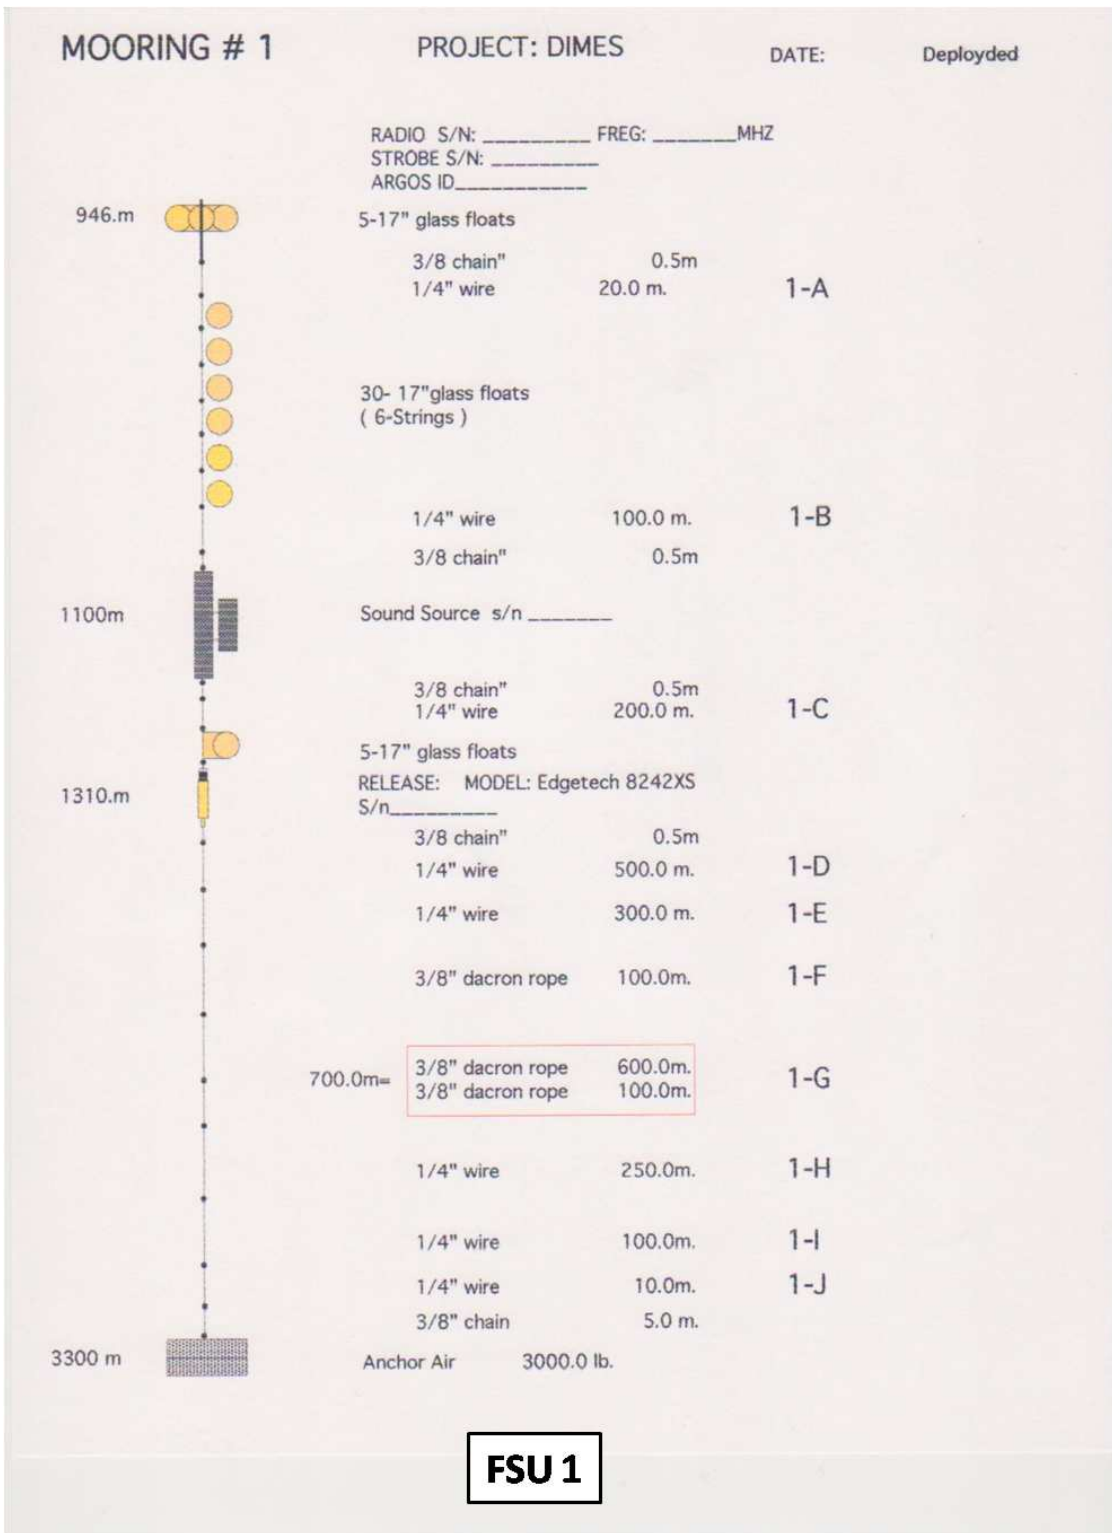 MOORING # 1 PROJECT: DIMES DATE: Deployded
RADIO S/N: __________ FREG: _______MHZ
STROBE S/N: _________
ARGOS ID___________
946.m 5-17" glass floats
3/8 chain" 0.5m
1/4" wire 20.0 m. 1-A
30- 17"glass floats
( 6-Strings )
1/4" wire 100.0 m. 1-B
3/8 chain" 0.5m
1100m Sound Source s/n _______
3/8 chain" 0.5m
1/4" wire 200.0 m. 1-C
5-17" glass floats
RELEASE: MODEL: Edgetech 8242XS
1310.m
S/n_________
3/8 chain" 0.5m
1/4" wire 500.0 m. 1-D
1/4" wire 300.0 m. 1-E
3/8" dacron rope 100.0m. 1-F
3/8" dacron rope 600.0m.
700.0m= 1-G
3/8" dacron rope 100.0m.
1/4" wire 250.0m. 1-H
1/4" wire 100.0m. 1-I
1/4" wire 10.0m. 1-J
3/8" chain 5.0 m.
3300 m Anchor Air 3000.0 lb.
FSU 1